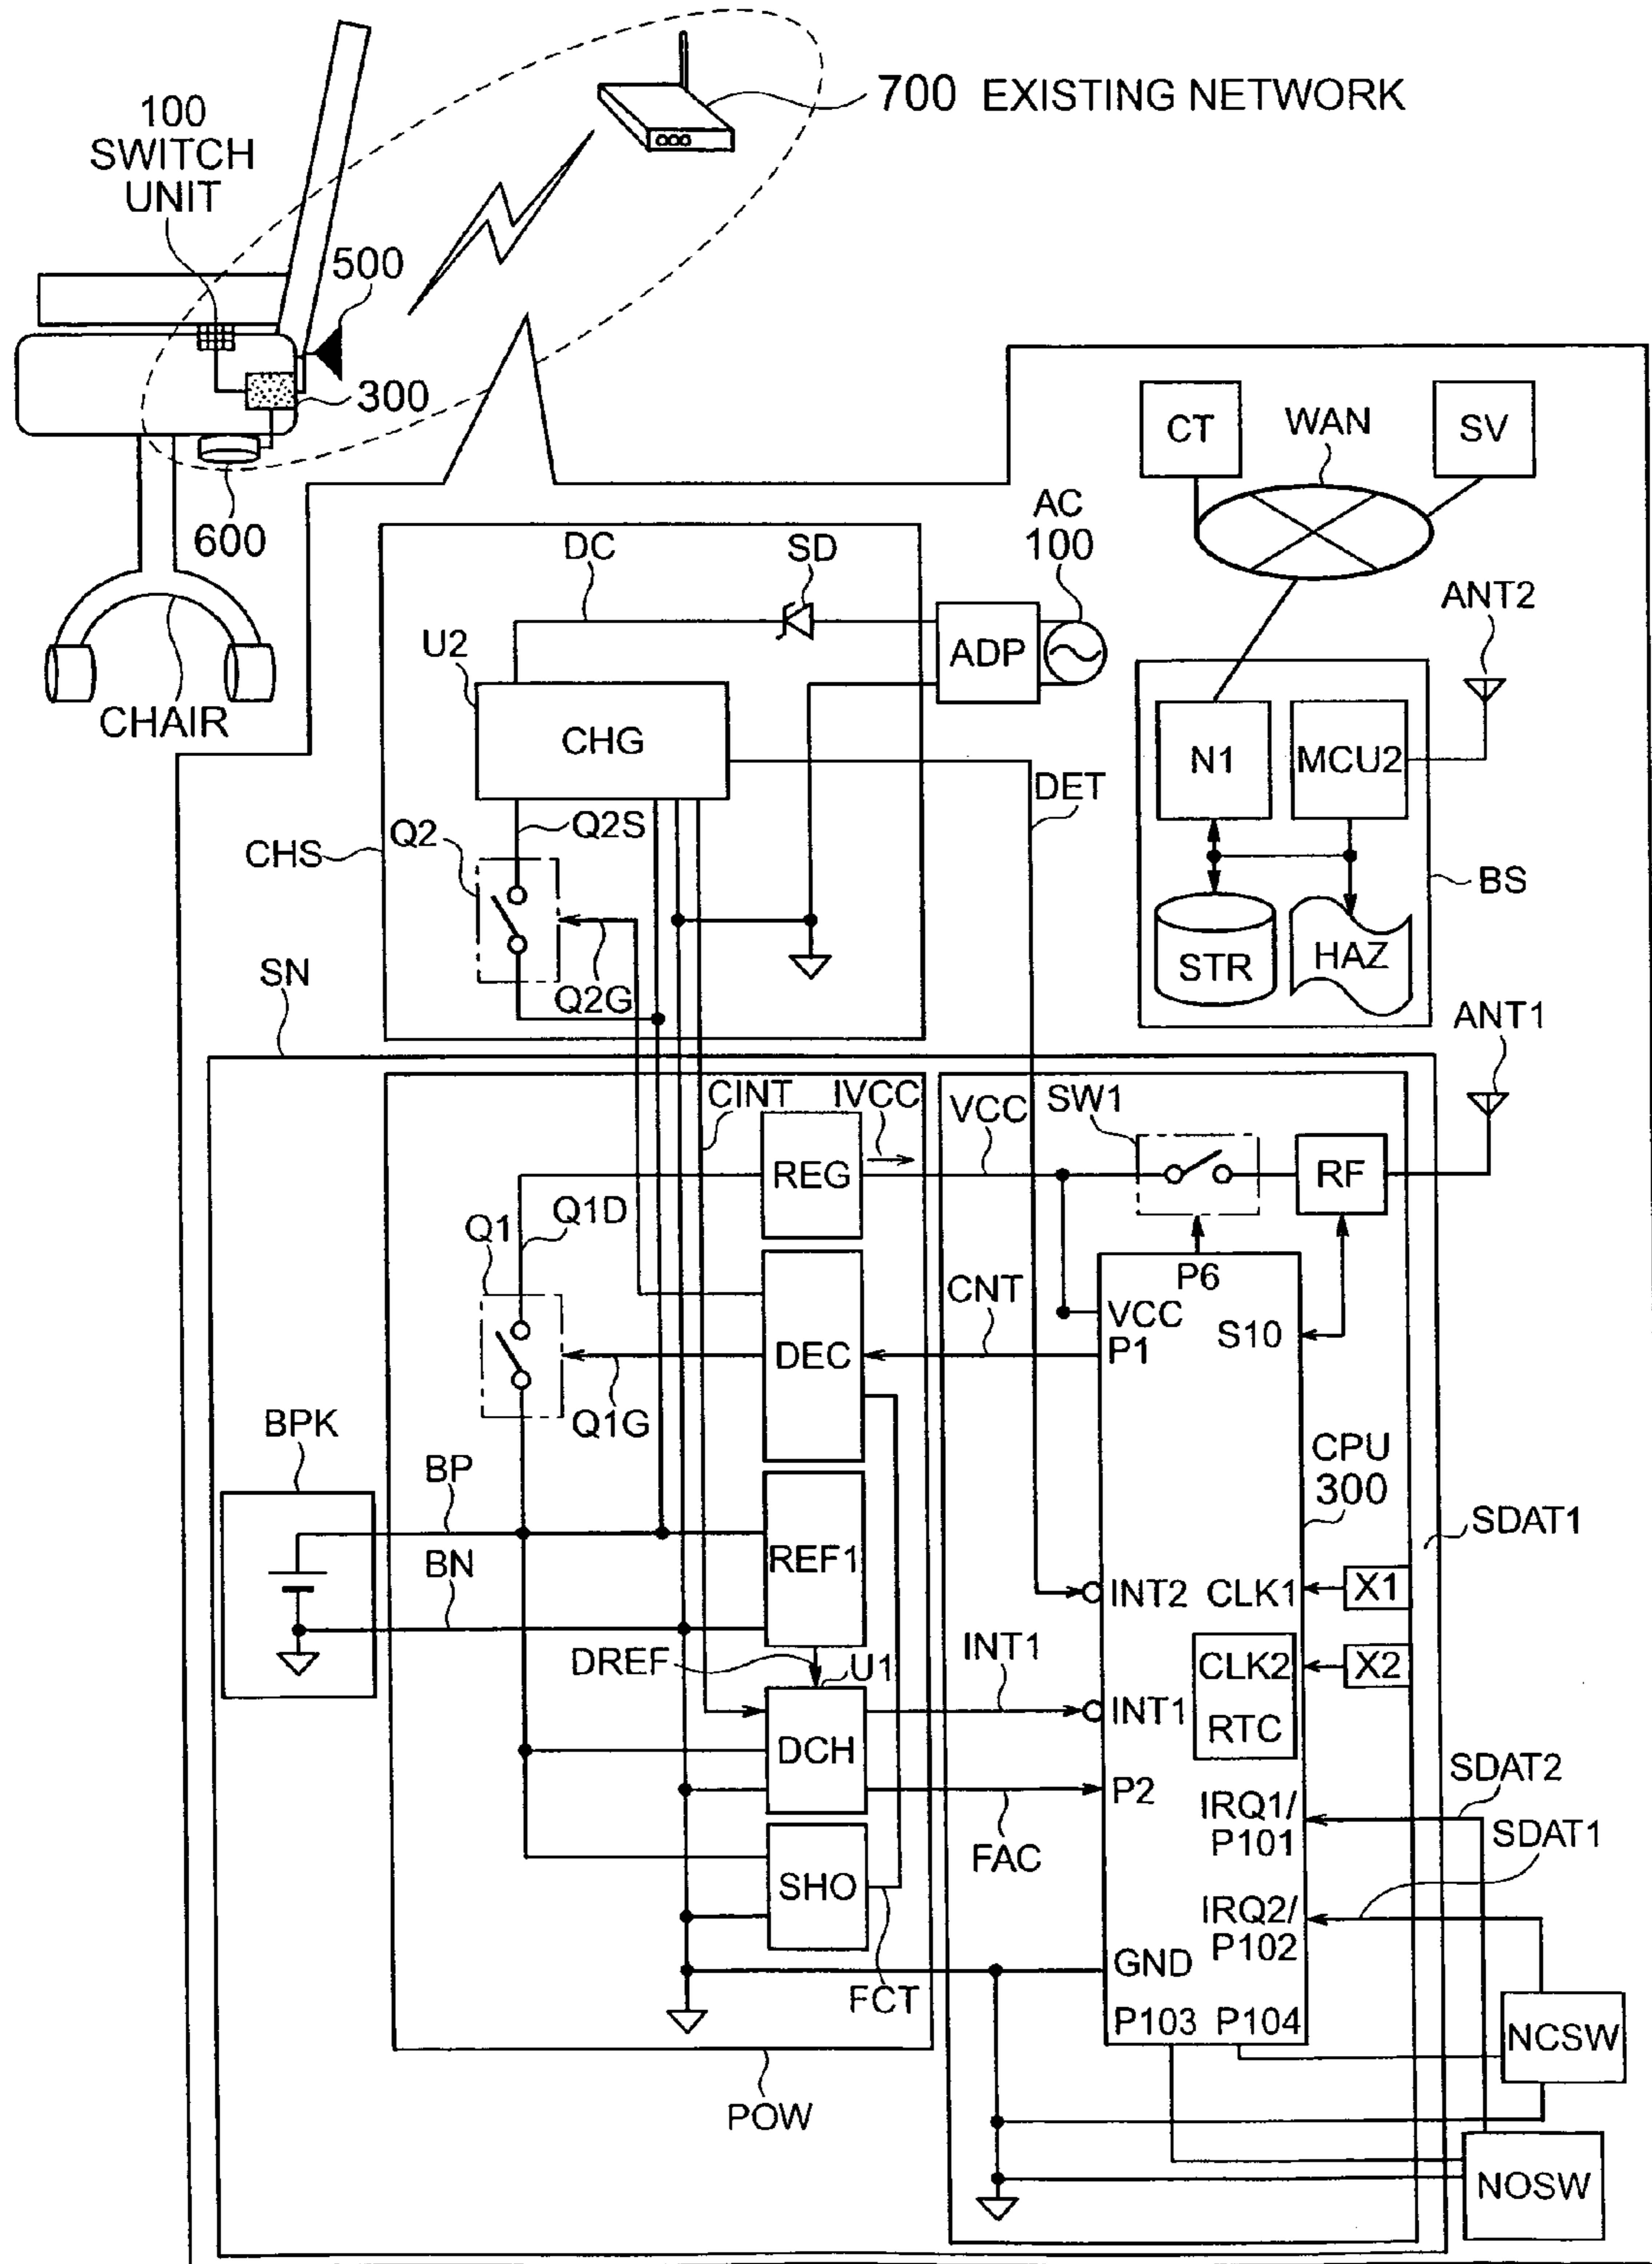 700 EXISTING NETWORK
100
SWITCH
UNIT
500
300
600
CHAIR
CT
WAN
SV
AC
100
DC
SD
ANT2
U2
ADP
CHG
N1
MCU2
DET
Q2S
Q2
CHS
BS
STR
HAZ
Q2G
SN
ANT1
CINT
IVCC
VCC
SW1
REG
RF
Q1D
Q1
P6
CNT
VCC
P1
S10
DEC
Q1G
BPK
BP
CPU
300
SDAT1
BN
REF1
INT2
CLK1
X1
DREF
U1
INT1
CLK2
X2
INT1
RTC
DCH
SDAT2
P2
IRQ1/
P101
SDAT1
FAC
SHO
IRQ2/
P102
GND
FCT
P103
P104
NCSW
POW
NOSW